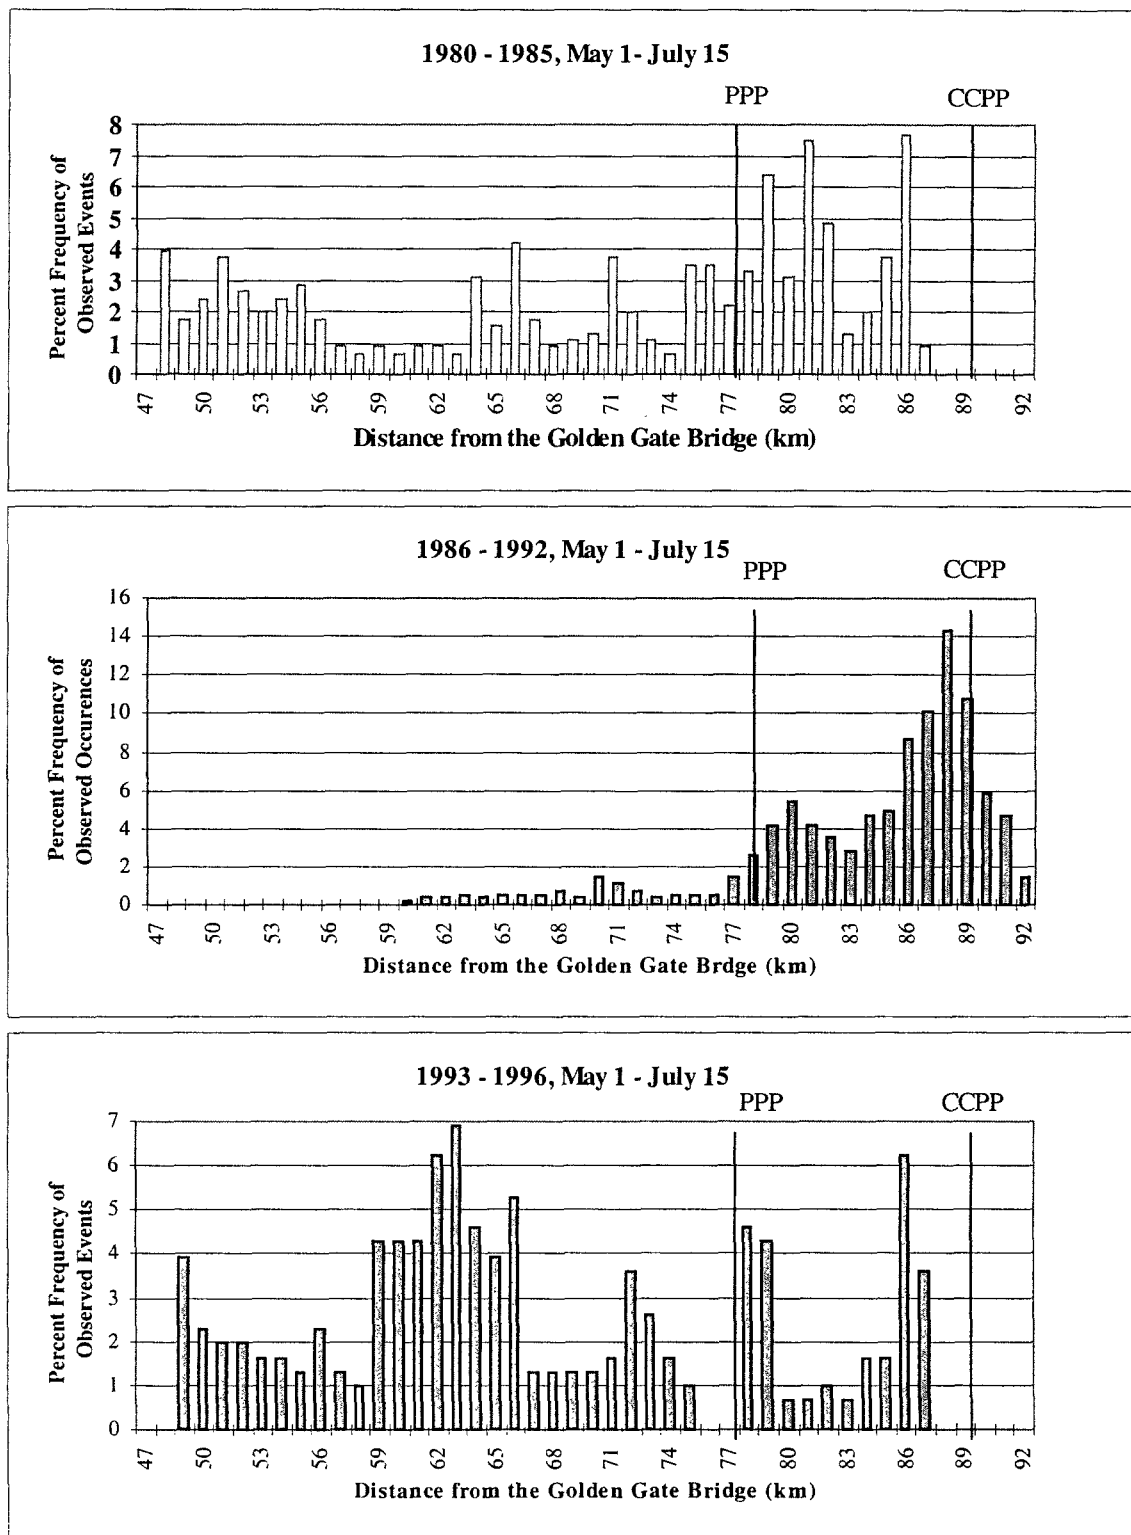 1980 - 1985, May 1- July 15
PPP
CCPP
Percent Frequency of
Observed Events
8
7
6
5
4
3
2
1
0
47 50 53 56 59 62 65 68 71 74 77 80 83 86 89 92
Distance from the Golden Gate Bridge (km)
1986 - 1992, May 1 - July 15
PPP
CCPP
Percent Frequency of
Observed Occurences
16
14
12
10
8
6
4
2
0
47 50 53 56 59 62 65 68 71 74 77 80 83 86 89 92
Distance from the Golden Gate Brdge (km)
1993 - 1996, May 1 - July 15
PPP
CCPP
Percent Frequency of
Observed Events
7
6
5
4
3
2
1
0
47 50 53 56 59 62 65 68 71 74 77 80 83 86 89 92
Distance from the Golden Gate Bridge (km)